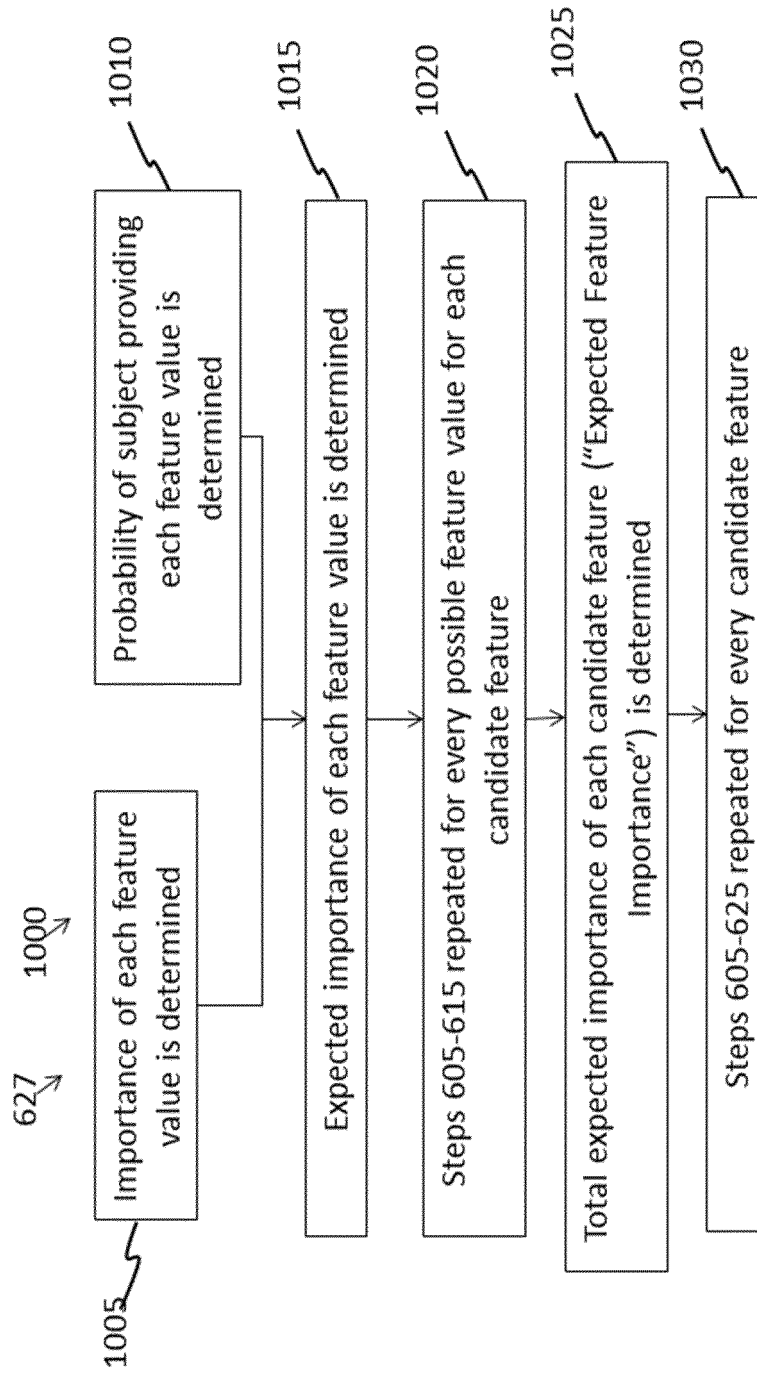 627
1000
1005
Importance of each feature
value is determined
Probability of subject providing
each feature value is
determined
1010
Expected importance of each feature value is determined
1015
Steps 605-615 repeated for every possible feature value for each
candidate feature
1020
Total expected importance of each candidate feature (“Expected Feature
Importance”) is determined
1025
Steps 605-625 repeated for every candidate feature
1030